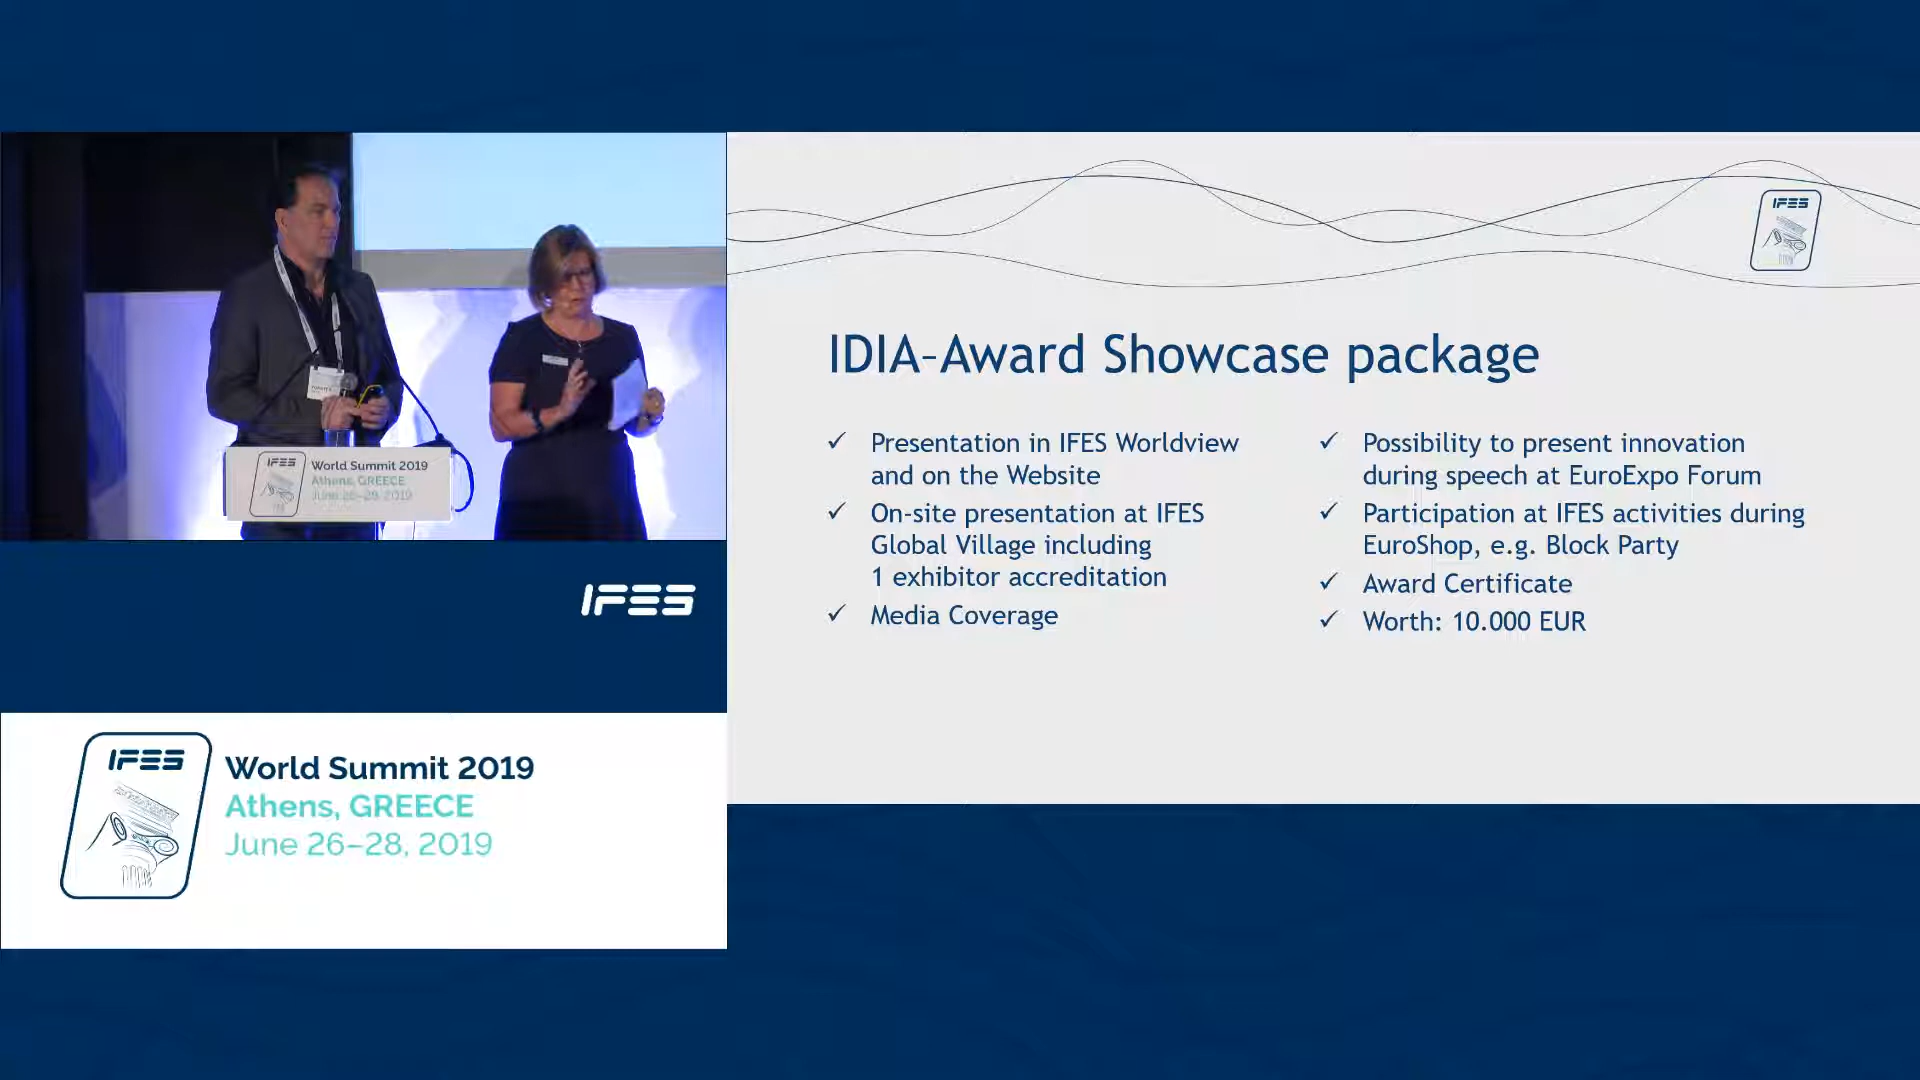 IFES
World Summit 2019
Athens, GREECE
June 26–28, 2019
IFES
IFES
World Summit 2019
Athens, GREECE
June 26–28, 2019
IFES
IDIA-Award Showcase package
✓ Presentation in IFES Worldview
and on the Website
✓ On-site presentation at IFES
Global Village including
1 exhibitor accreditation
✓ Media Coverage
✓ Possibility to present innovation
during speech at EuroExpo Forum
✓ Participation at IFES activities during
EuroShop, e.g. Block Party
✓ Award Certificate
✓ Worth: 10.000 EUR